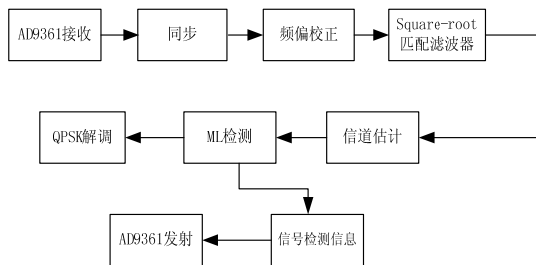 AD9361接收
同步
频偏校正
Square-root
匹配滤波器
QPSK解调
ML检测
信道估计
AD9361发射
信号检测信息